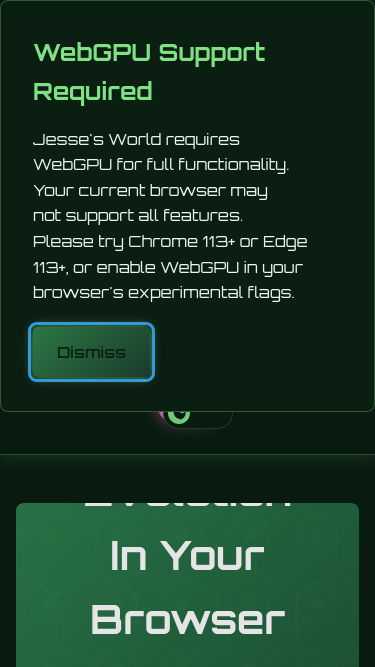 WebGPU Support
Required
Jesse's World requires
WebGPU for full functionality.
Your current browser may
not support all features.
Please try Chrome 113+ or Edge
113+, or enable WebGPU in your
browser's experimental flags.
Dismiss
Evolution
In Your
Browser